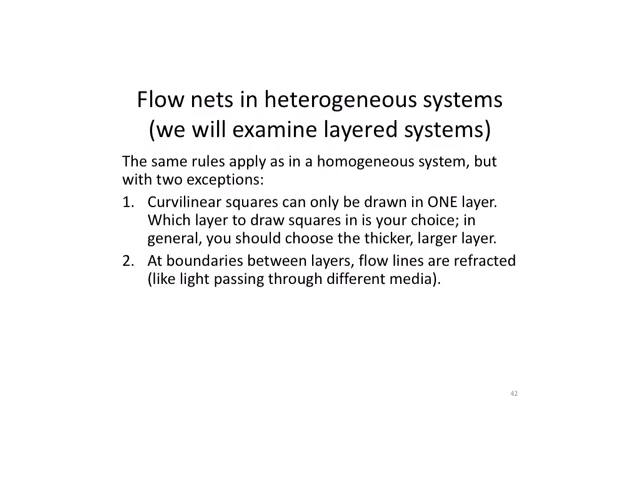 Flow nets in heterogeneous systems
(we will examine layered systems)
The same rules apply as in a homogeneous system, but
with two exceptions:
1. Curvilinear squares can only be drawn in ONE layer.
Which layer to draw squares in is your choice; in
general, you should choose the thicker, larger layer.
2. At boundaries between layers, flow lines are refracted
(like light passing through different media).
42